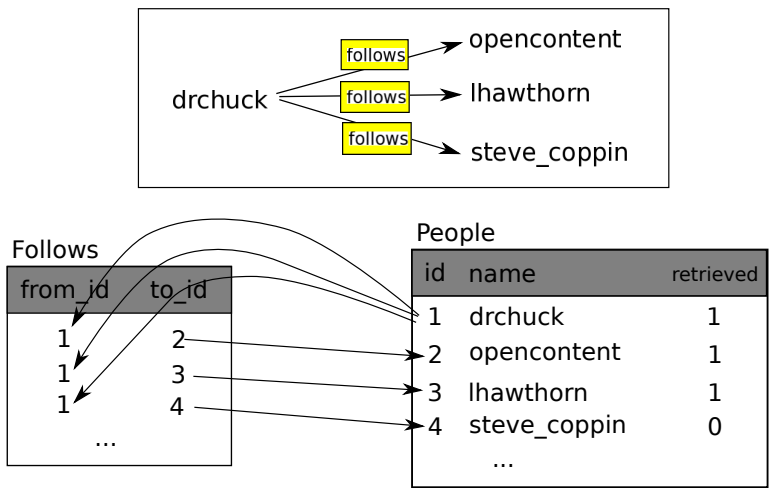 follows
opencontent
drchuck
follows
lhawthorn
follows
steve_coppin
Follows
from_id to_id
1 2
1 3
1 4
...
People
id name retrieved
1 drchuck 1
2 opencontent 1
3 lhawthorn 1
4 steve_coppin 0
...